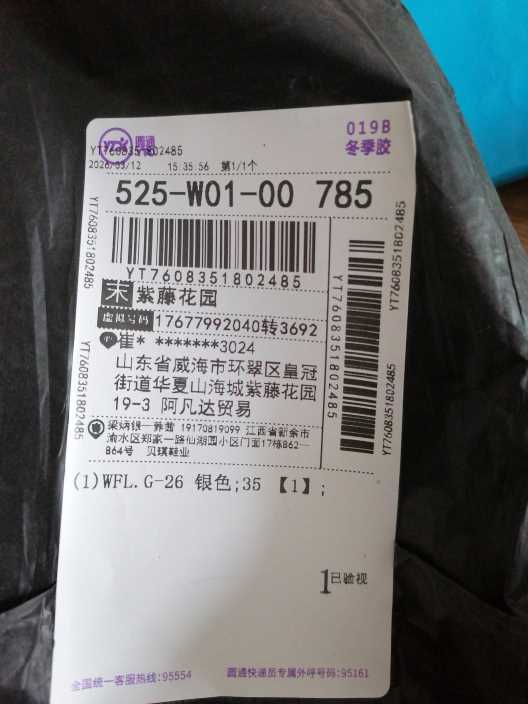 圆通
019B
冬季胶
YT7608351802485
2026/03/12 15:35:56 第1/1个
525-W01-00 785
YT7608351802485
末 紫藤花园
虚拟号码 17677992040转3692
崔* *******3024
山东省威海市环翠区皇冠
街道华夏山海城紫藤花园
19-3 阿凡达贸易
梁炳银一 19170819099 江西省新余市
渝水区郑家一路仙湖园小区门面17栋B62一
B64号 贝琪鞋业
YT7608351802485
YT7608351802485
YT7608351802485
YT7608351802485
YT7608351802485
(1)WFL.G-26 银色;35 【1】;
1已验视
全国统一客服热线:95554
圆通快递员专属外呼号码:95161